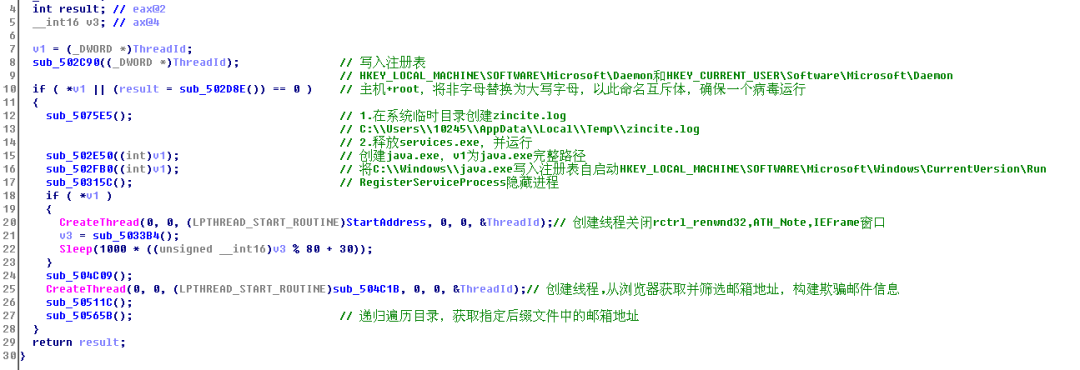 4 int result; // eax@2
5 __int16 v3; // ax@4
6
7 v1 = (_DWORD *)ThreadId;
8 sub_502C90((_DWORD *)ThreadId); // 写入注册表
9 // HKEY_LOCAL_MACHINE\SOFTWARE\Microsoft\Daemon和HKEY_CURRENT_USER\Software\Microsoft\Daemon
10 if ( *v1 || (result = sub_502D8E()) == 0 ) // 主机+root，将非字母替换为大写字母，以此命名互斥体，确保一个病毒运行
11 {
12 sub_5075E5(); // 1.在系统临时目录创建zincite.log
13 // C:\\Users\\10245\\AppData\\Local\\Temp\\zincite.log
14 // 2.释放services.exe，并运行
15 sub_502E50((int)v1); // 创建java.exe，v1为java.exe完整路径
16 sub_502FB0((int)v1); // 将C:\\Windows\\java.exe写入注册表自启动HKEY_LOCAL_MACHINE\SOFTWARE\Microsoft\Windows\CurrentVersion\Run
17 sub_50315C(); // RegisterServiceProcess隐藏进程
18 if ( *v1 )
19 {
20 CreateThread(0, 0, (LPTHREAD_START_ROUTINE)StartAddress, 0, 0, &ThreadId);// 创建线程关闭rctrl_renwnd32,ATH_Note,IEFrame窗口
21 v3 = sub_5033B4();
22 Sleep(1000 * ((unsigned __int16)v3 % 80 + 30));
23 }
24 sub_504C09();
25 CreateThread(0, 0, (LPTHREAD_START_ROUTINE)sub_504C1B, 0, 0, &ThreadId);// 创建线程,从浏览器获取并筛选邮箱地址，构建欺骗邮件信息
26 sub_50511C();
27 sub_50565B(); // 递归遍历目录，获取指定后缀文件中的邮箱地址
28 }
29 return result;
30 }